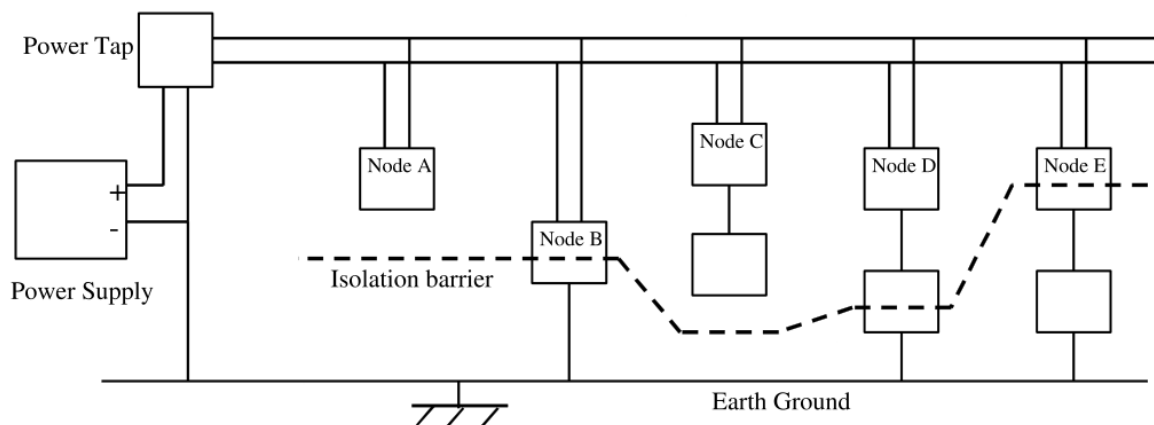 Power Tap
Node A
Node B
Node C
Node D
Node E
+
-
Isolation barrier
Power Supply
Earth Ground